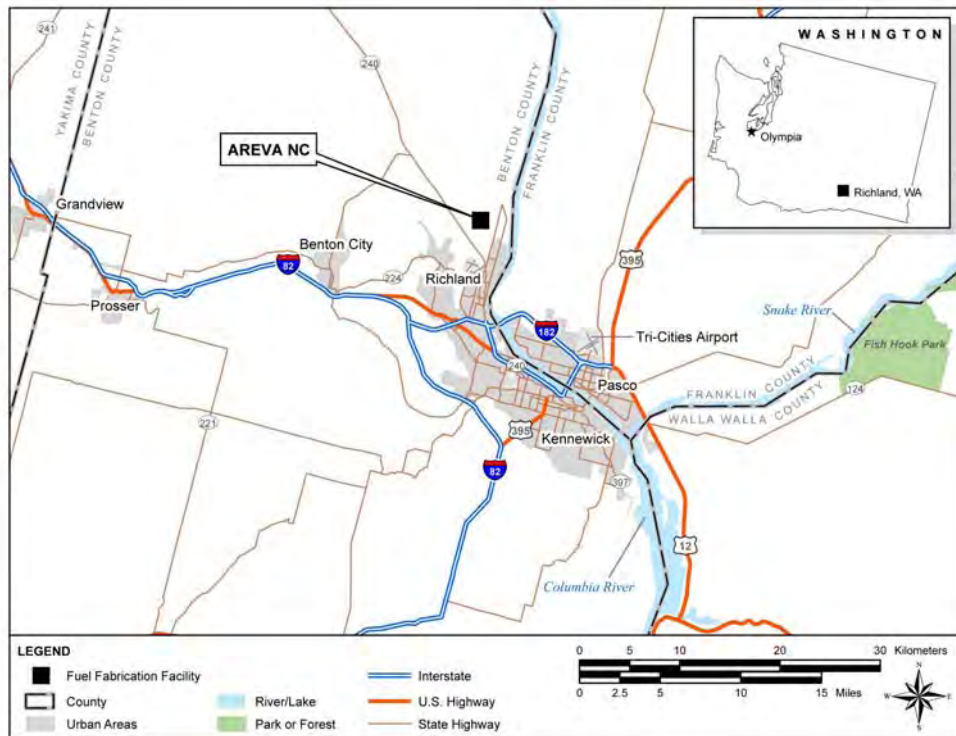 241
YAKIMA COUNTY
BENTON COUNTY
240
BENTON COUNTY
FRANKLIN COUNTY
WASHINGTON
Olympia
Richland, WA
AREVA NC
Grandview
Benton City
82
224
Richland
395
Prosser
182
Tri-Cities Airport
Snake River
Fish Hook Park
240
Pasco
FRANKLIN COUNTY
WALLA WALLA COUNTY
124
221
395
Kennewick
82
397
12
Columbia River
LEGEND
Fuel Fabrication Facility
County
Urban Areas
River/Lake
Park or Forest
Interstate
U.S. Highway
State Highway
0 5 10 20 30 Kilometers
0 2.5 5 10 15 Miles
N
W E
S